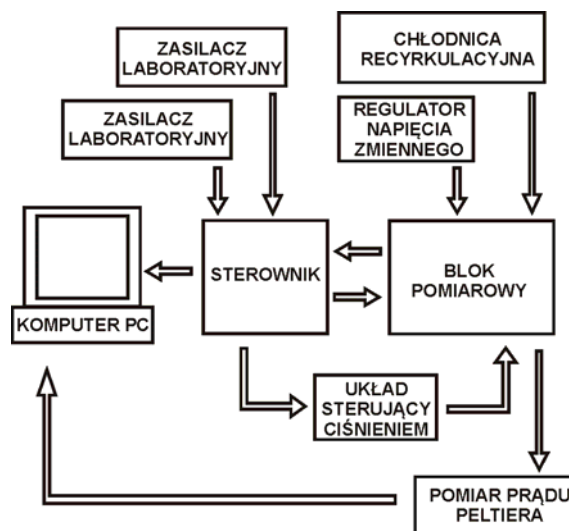 ZASILACZ
LABORATORYJNY
CHŁODNICA
RECYRKULACYJNA
ZASILACZ
LABORATORYJNY
REGULATOR
NAPIĘCIA
ZMIENNEGO
STEROWNIK
BLOK
POMIAROWY
KOMPUTER PC
UKŁAD
STERUJĄCY
CIŚNIENIEM
POMIAR PRĄDU
PELTIERA